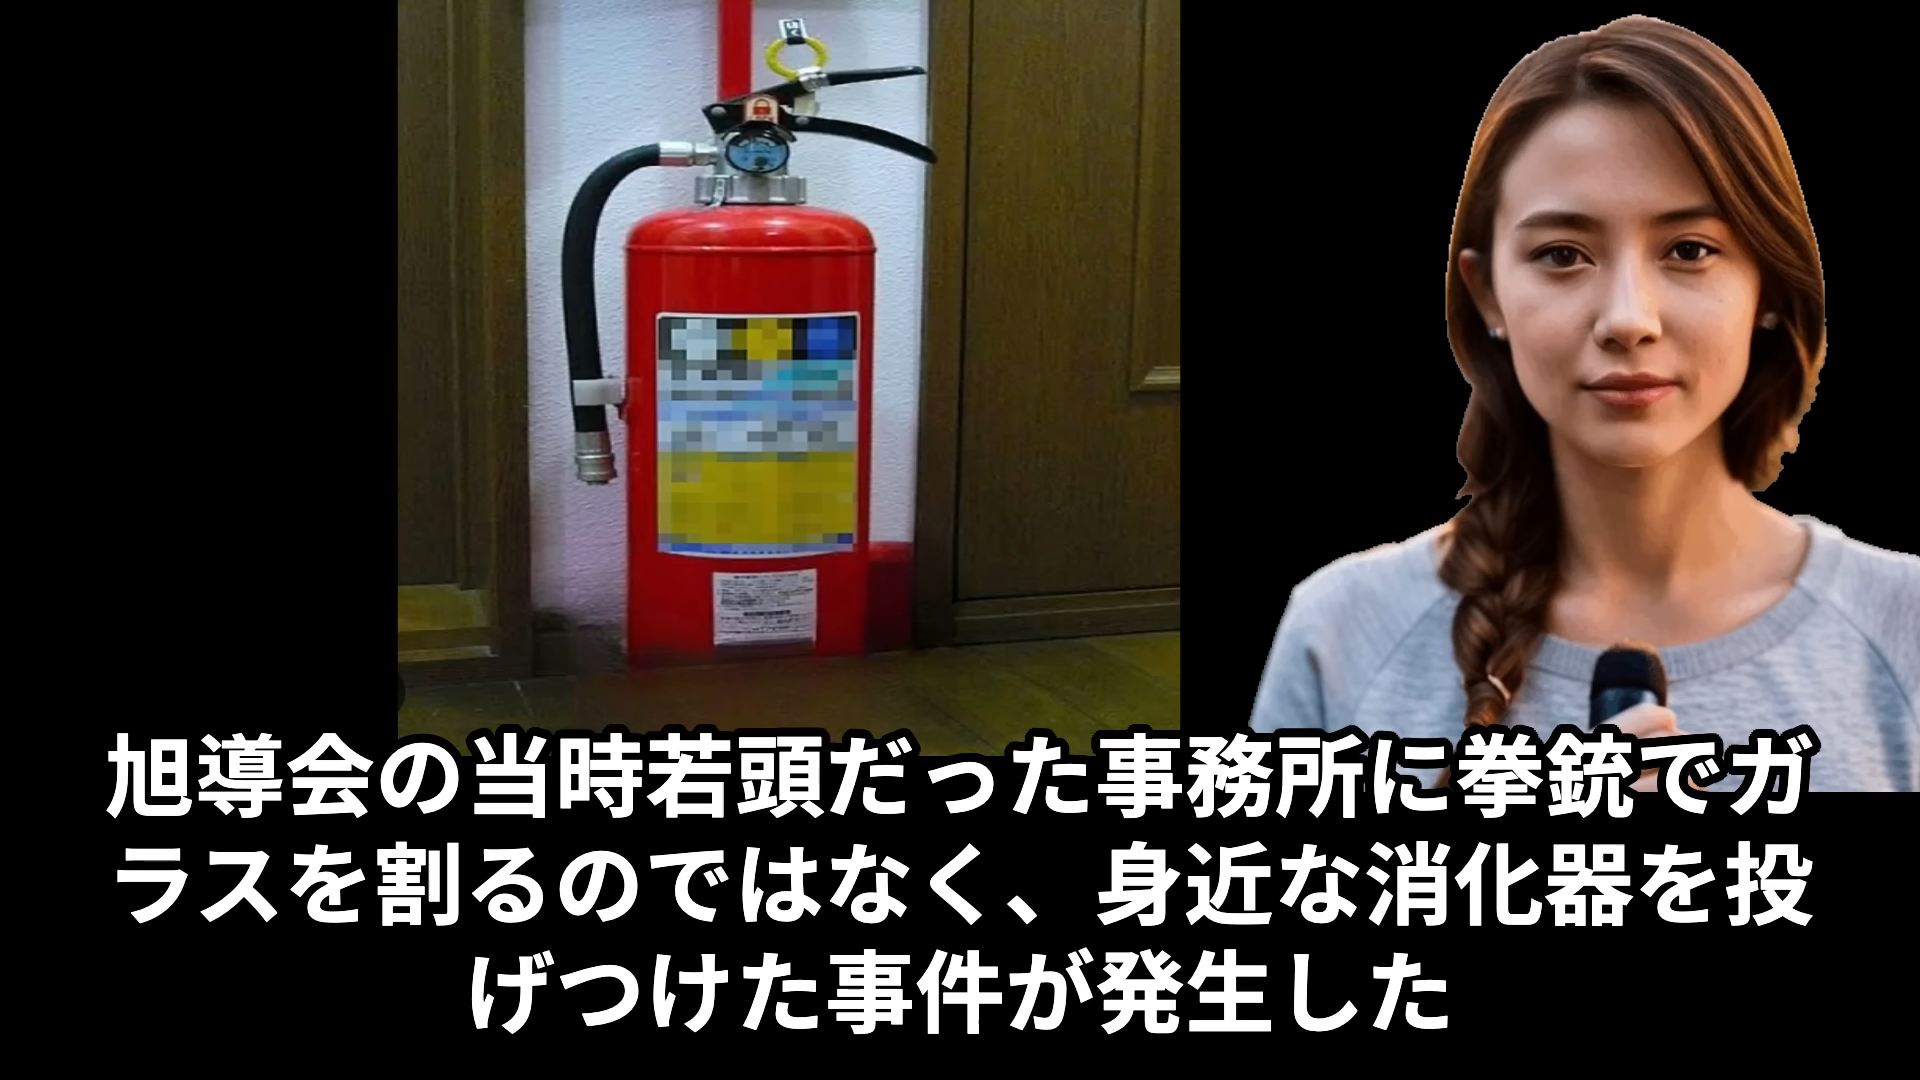 旭導会の当時若頭だった事務所に拳銃でガ
ラスを割るのではなく、身近な消化器を投
げつけた事件が発生した